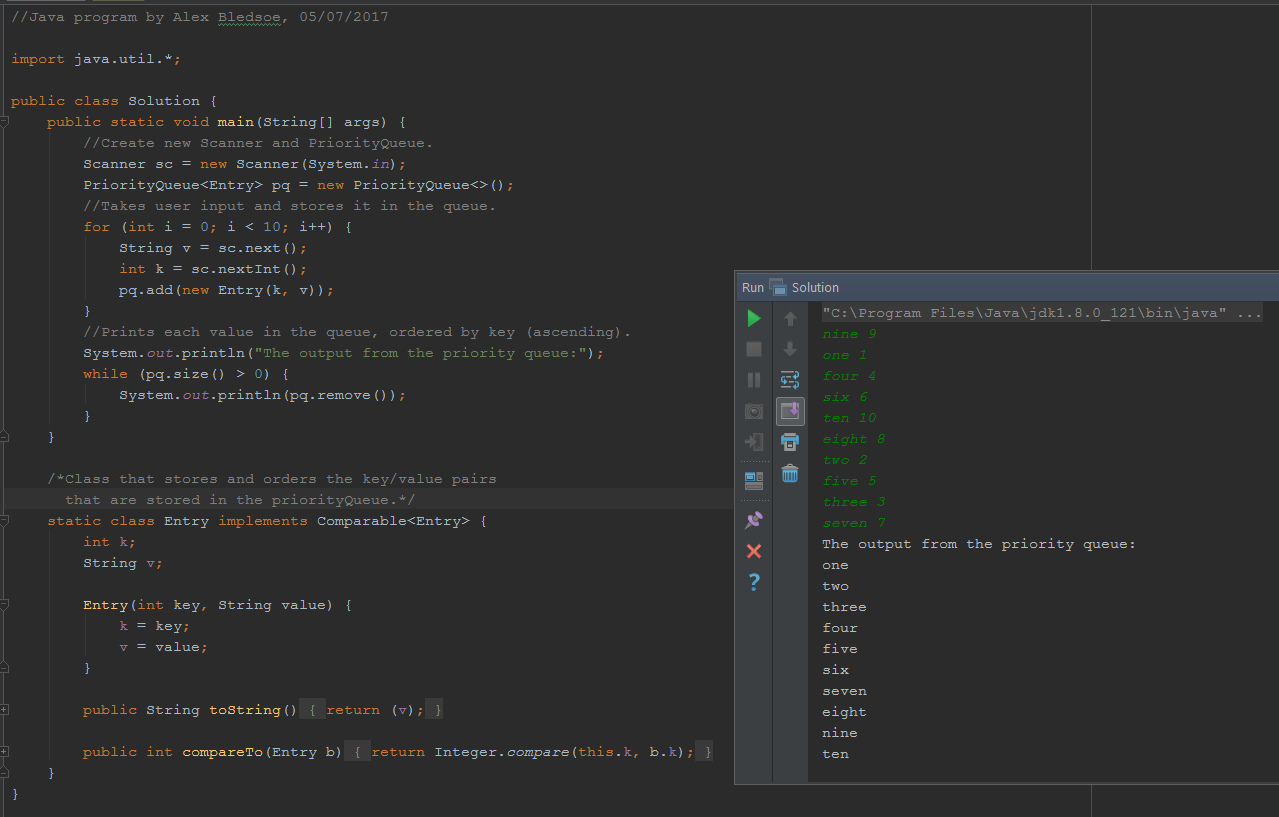 //Java program by Alex Bledsoe, 05/07/2017
import java.util.*;
public class Solution {
public static void main(String[] args) {
//Create new Scanner and PriorityQueue.
Scanner sc = new Scanner(System.in);
PriorityQueue<Entry> pq = new PriorityQueue<>();
//Takes user input and stores it in the queue.
for (int i = 0; i < 10; i++) {
String v = sc.next();
int k = sc.nextInt();
pq.add(new Entry(k, v));
}
//Prints each value in the queue, ordered by key (ascending).
System.out.println("The output from the priority queue:");
while (pq.size() > 0) {
System.out.println(pq.remove());
}
}
/*Class that stores and orders the key/value pairs
that are stored in the priorityQueue.*/
static class Entry implements Comparable<Entry> {
int k;
String v;
Entry(int key, String value) {
k = key;
v = value;
}
public String toString() { return (v); }
public int compareTo(Entry b) { return Integer.compare(this.k, b.k); }
}
}
Run Solution
"C:\Program Files\Java\jdk1.8.0_121\bin\java" ...
nine 9
one 1
four 4
six 6
ten 10
eight 8
two 2
five 5
three 3
seven 7
The output from the priority queue:
one
two
three
four
five
six
seven
eight
nine
ten